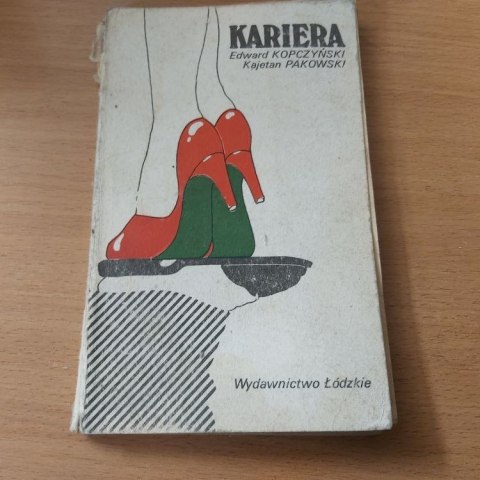 KARIERA
Edward KOPCZYŃSKI
Kajetan PAKOWSKI
Wydawnictwo Łódzkie